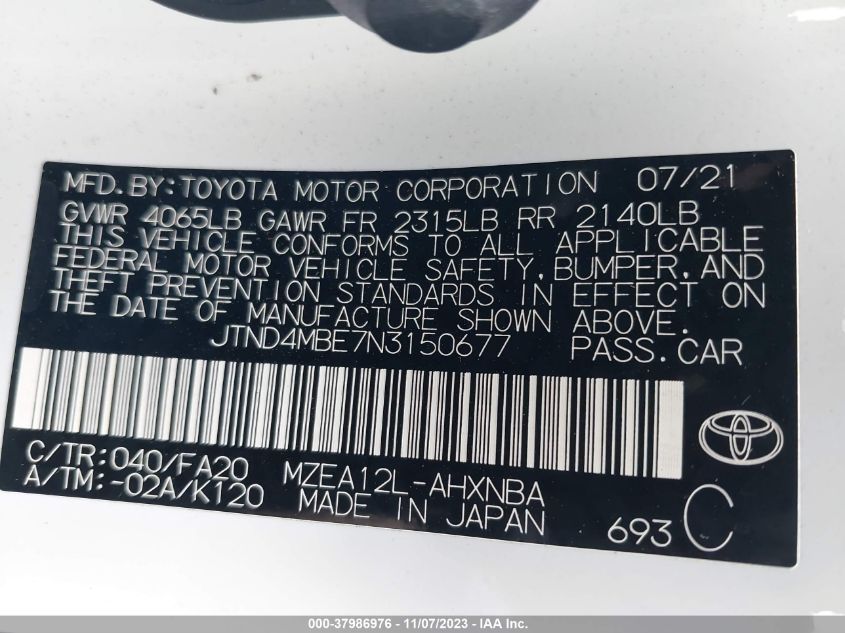 MFD.BY:TOYOTA MOTOR CORPORATION 07/21
GVWR 4065LB GAWR FR 2315LB RR 2140LB
THIS VEHICLE CONFORMS TO ALL APPLICABLE
FEDERAL MOTOR VEHICLE SAFETY,BUMPER,AND
THEFT PREVENTION STANDARDS IN EFFECT ON
THE DATE OF MANUFACTURE SHOWN ABOVE.
JTND4MBE7N3150677 PASS.CAR
C/TR:040/FA20 MZEA12L-AHXNBA
A/TM:-02A/K120 MADE IN JAPAN 693 C
000-37986976 - 11/07/2023 - IAA Inc.